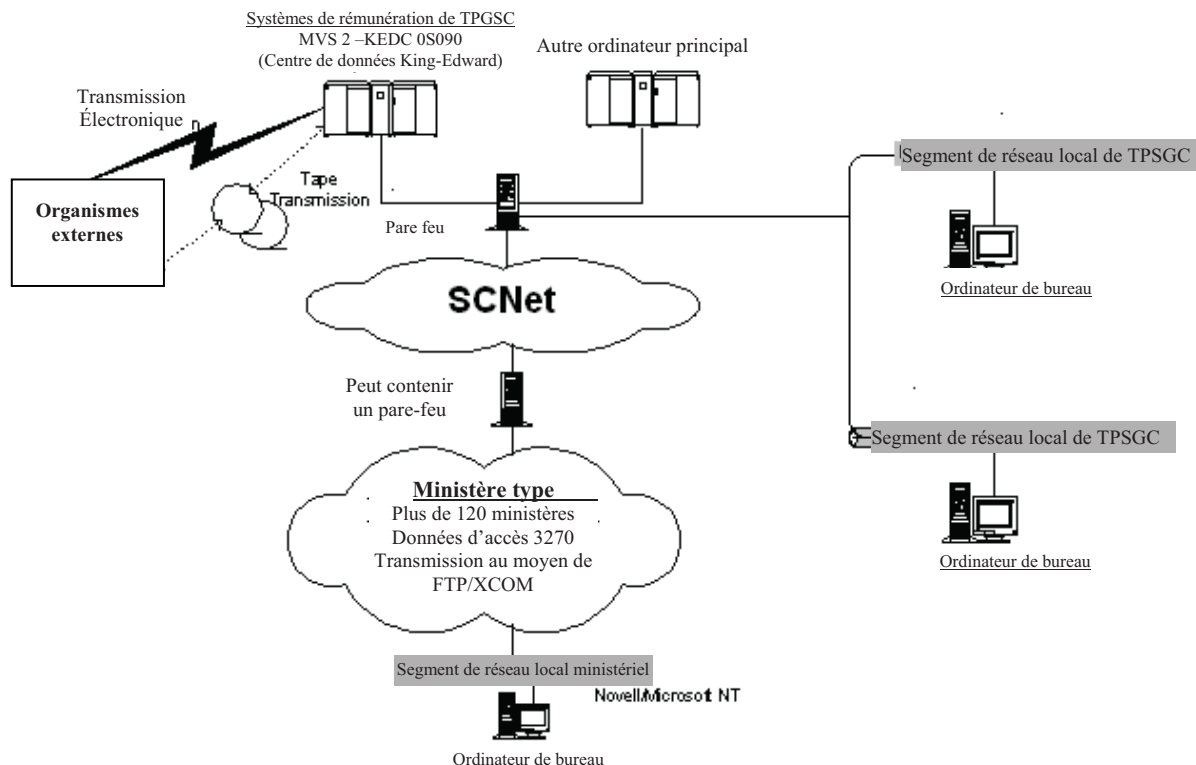 Systèmes de rémunération de TPGSC
MVS 2 –KEDC 0S090
(Centre de données King-Edward)
Autre ordinateur principal
Transmission
Électronique
Segment de réseau local de TPSGC
Tape
Transmission
Organismes
externes
Pare feu
Ordinateur de bureau
SCNet
Peut contenir
un pare-feu
Segment de réseau local de TPSGC
Ministère type
Plus de 120 ministères
Données d'accès 3270
Transmission au moyen de
FTP/XCOM
Ordinateur de bureau
Segment de réseau local ministériel
Novell/Microsoft NT
Ordinateur de bureau